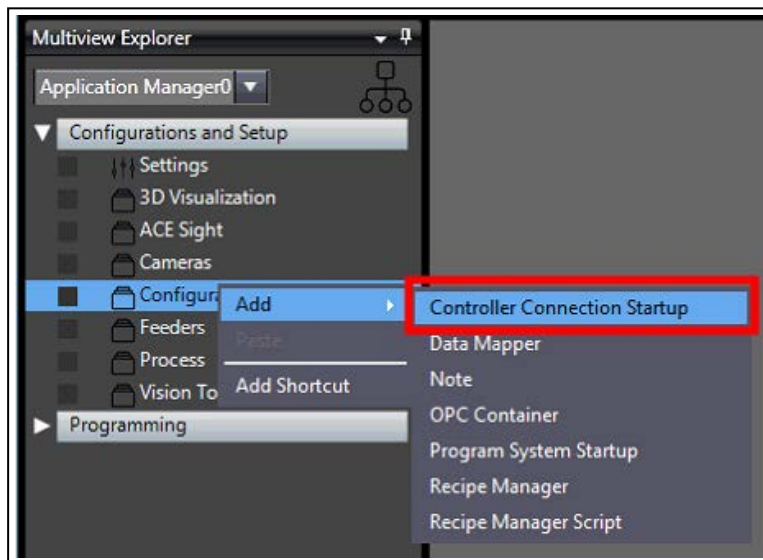 Multiview Explorer
Application Manager0
Configurations and Setup
Settings
3D Visualization
ACE Sight
Cameras
Configura
Feeders
Process
Vision To
Programming
Add
Paste
Add Shortcut
Controller Connection Startup
Data Mapper
Note
OPC Container
Program System Startup
Recipe Manager
Recipe Manager Script